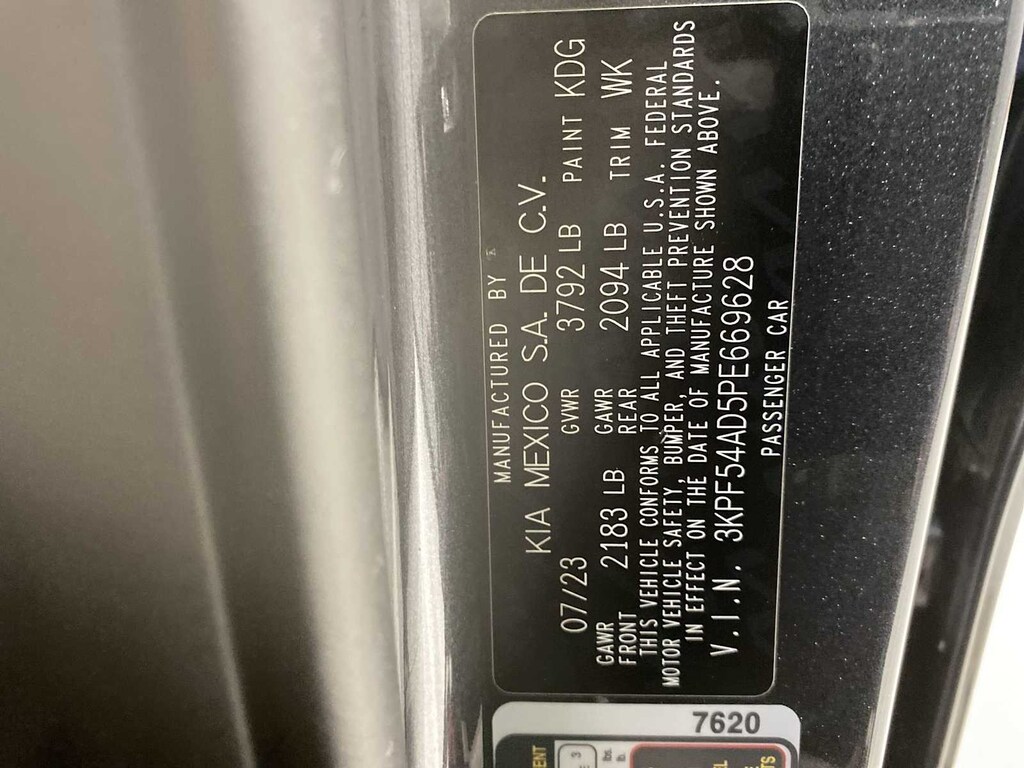 MANUFACTURED BY
KIA MEXICO S.A. DE C.V.
07/23 GVWR 3792 LB PAINT KDG
GAWR FRONT 2183 LB GAWR REAR 2094 LB TRIM WK
THIS VEHICLE CONFORMS TO ALL APPLICABLE U.S.A. FEDERAL
MOTOR VEHICLE SAFETY, BUMPER, AND THEFT PREVENTION STANDARDS
IN EFFECT ON THE DATE OF MANUFACTURE SHOWN ABOVE.
V.I.N. 3KPF54AD5PE669628
PASSENGER CAR
7620